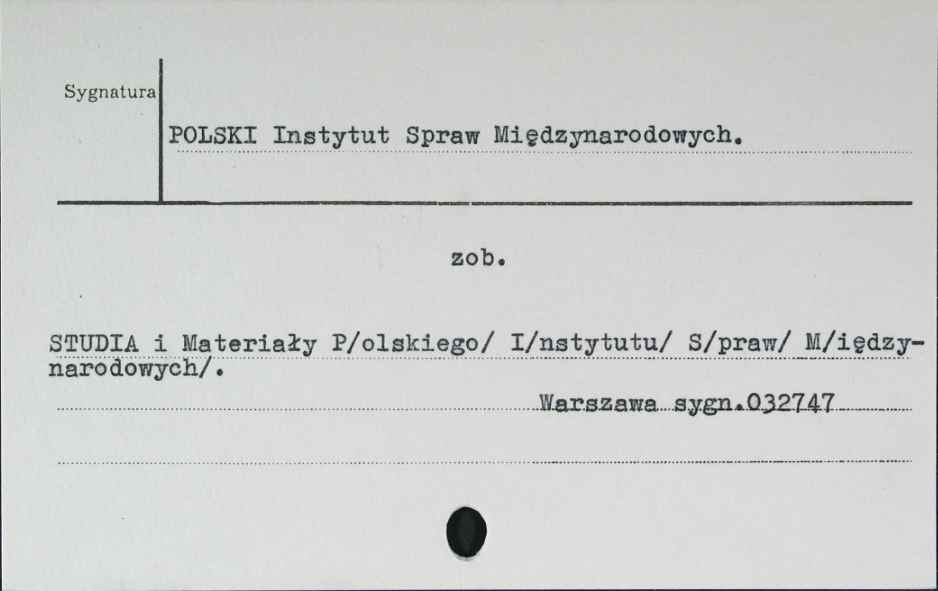 Sygnatura
POLSKI Instytut Spraw Międzynarodowych.
zob.
STUDIA i Materiały P/olskiego/ I/nstytutu/ S/praw/ M/iędzy-
narodowych/.
Warszawa sygn.032747